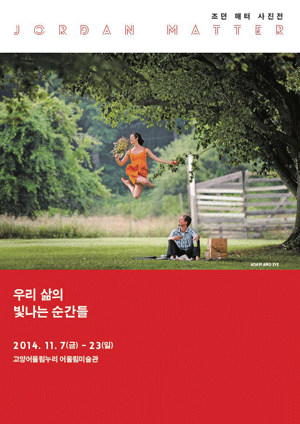 조던 매터 사진전
JORDAN MATTER
ADAM AND EVE
우리 삶의
빛나는 순간들
2014. 11. 7(금) - 23(일)
고양어울림누리 어울림미술관